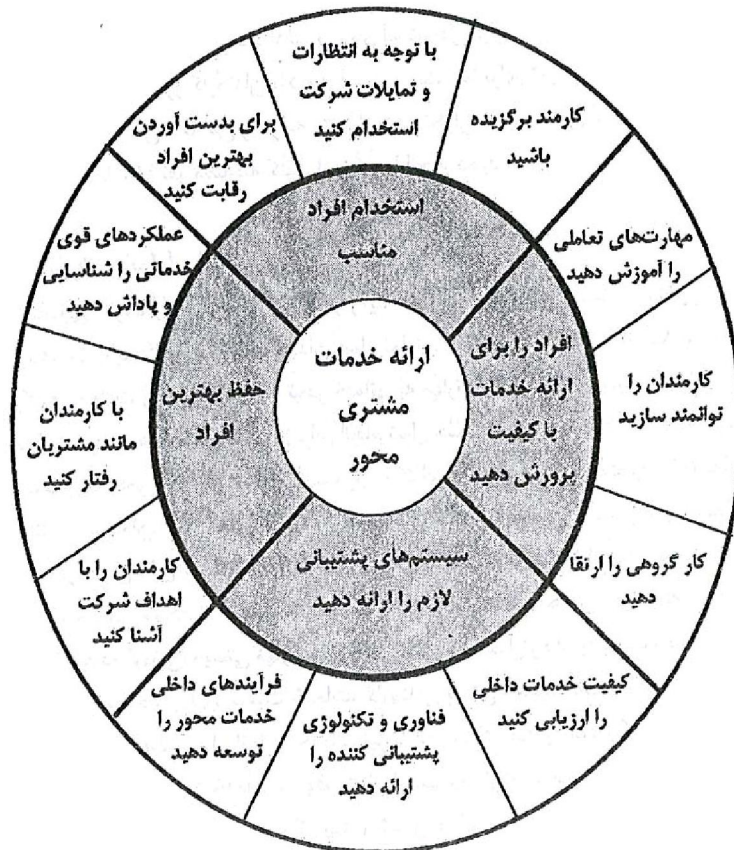 ارائه خدمات
مشتری
محور
استخدام افراد
مناسب
افراد را برای
ارائه خدمات
با کیفیت
پرورش دهید
سیستم‌های پشتیبانی
لازم را ارائه دهید
حفظ بهترین
افراد
برای بدست آوردن
بهترین افراد
رقابت کنید
با توجه به انتظارات
و تمایلات شرکت
استخدام کنید
کارمند برگزیده
باشید
مهارت‌های تعاملی
را آموزش دهید
کارمندان را
توانمند سازید
کار گروهی را ارتقا
دهید
کیفیت خدمات داخلی
را ارزیابی کنید
فناوری و تکنولوژی
پشتیبانی کننده را
ارائه دهید
فرآیندهای داخلی
خدمات محور را
توسعه دهید
کارمندان را با
اهداف شرکت
آشنا کنید
با کارمندان
مانند مشتریان
رفتار کنید
عملکردهای قوی
خدماتی را شناسایی
و پاداش دهید